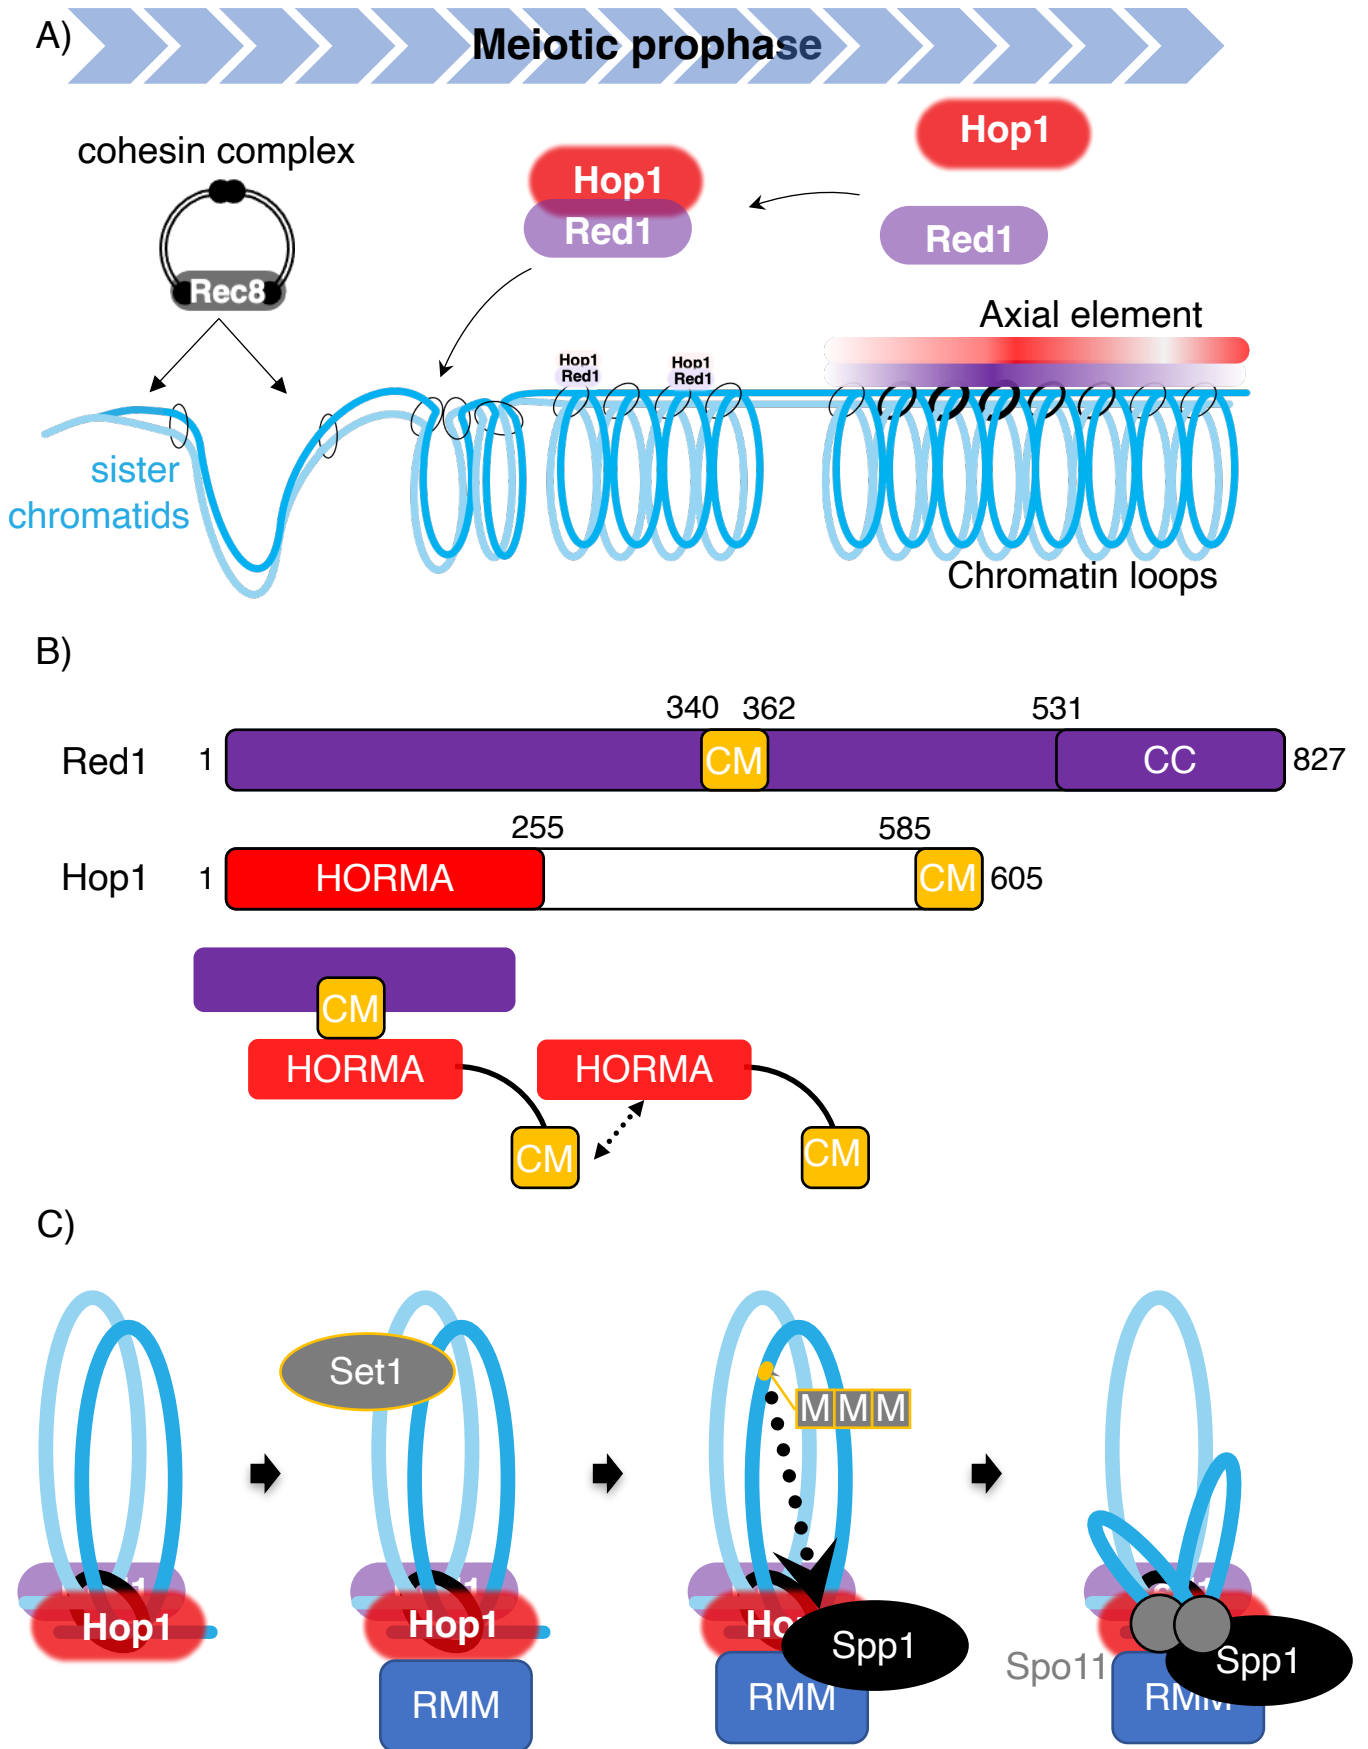 A)
Meiotic prophase
cohesin complex
Rec8
Hop1
Red1
Hop1
Red1
Axial element
Hop1
Red1
Hop1
Red1
sister
chromatids
Chromatin loops
B)
340 362 531
Red1 1 CM CC 827
255 585
Hop1 1 HORMA CM 605
CM
HORMA HORMA
CM CM
C)
Set1
M M M
Hop1
Hop1
RMM
Ho
Spp1
RMM
Spo11
Spp1
RMM